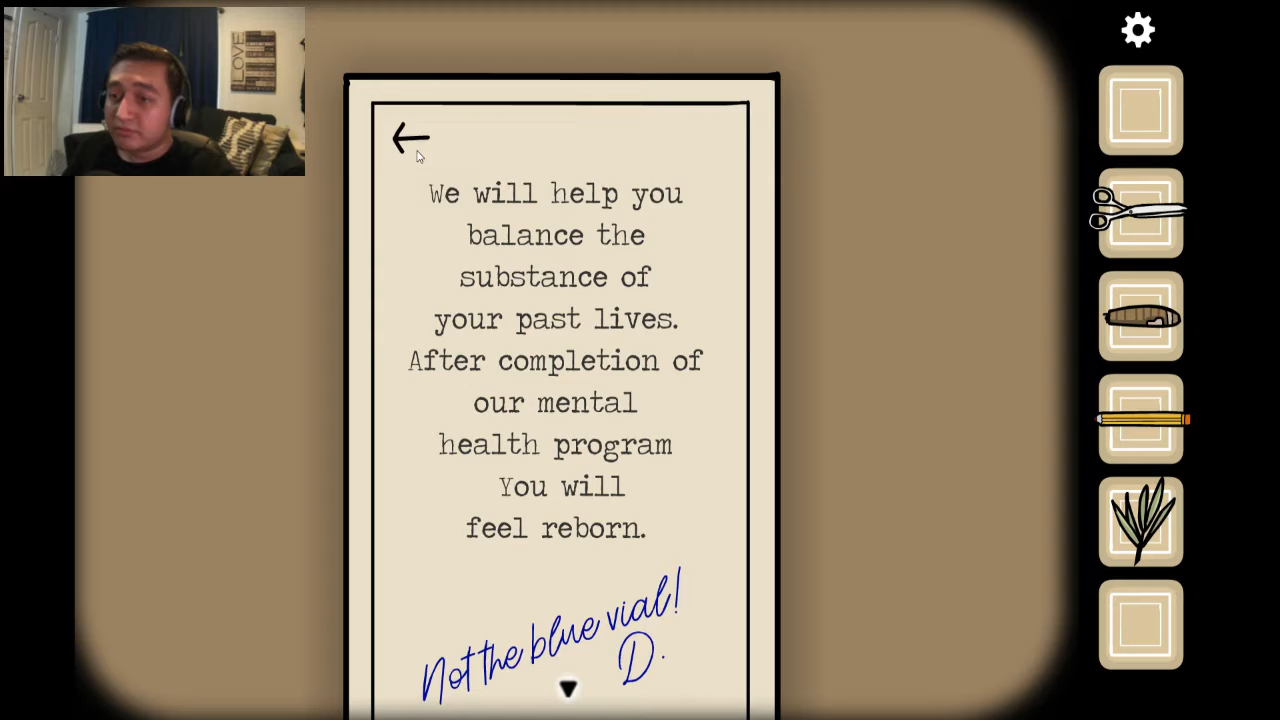 LOVE
We will help you
balance the
substance of
your past lives.
After completion of
our mental
health program
You will
feel reborn.
Not the blue vial!
D.